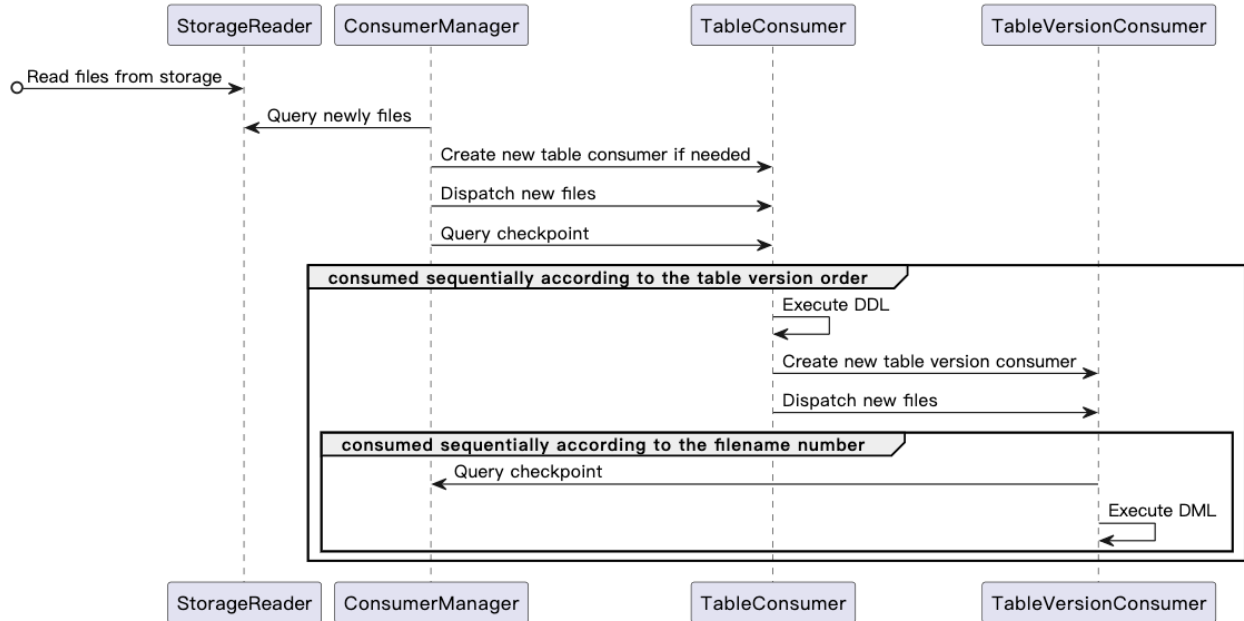 StorageReader
ConsumerManager
TableConsumer
TableVersionConsumer
Read files from storage
Query newly files
Create new table consumer if needed
Dispatch new files
Query checkpoint
consumed sequentially according to the table version order
Execute DDL
Create new table version consumer
Dispatch new files
consumed sequentially according to the filename number
Query checkpoint
Execute DML
StorageReader
ConsumerManager
TableConsumer
TableVersionConsumer